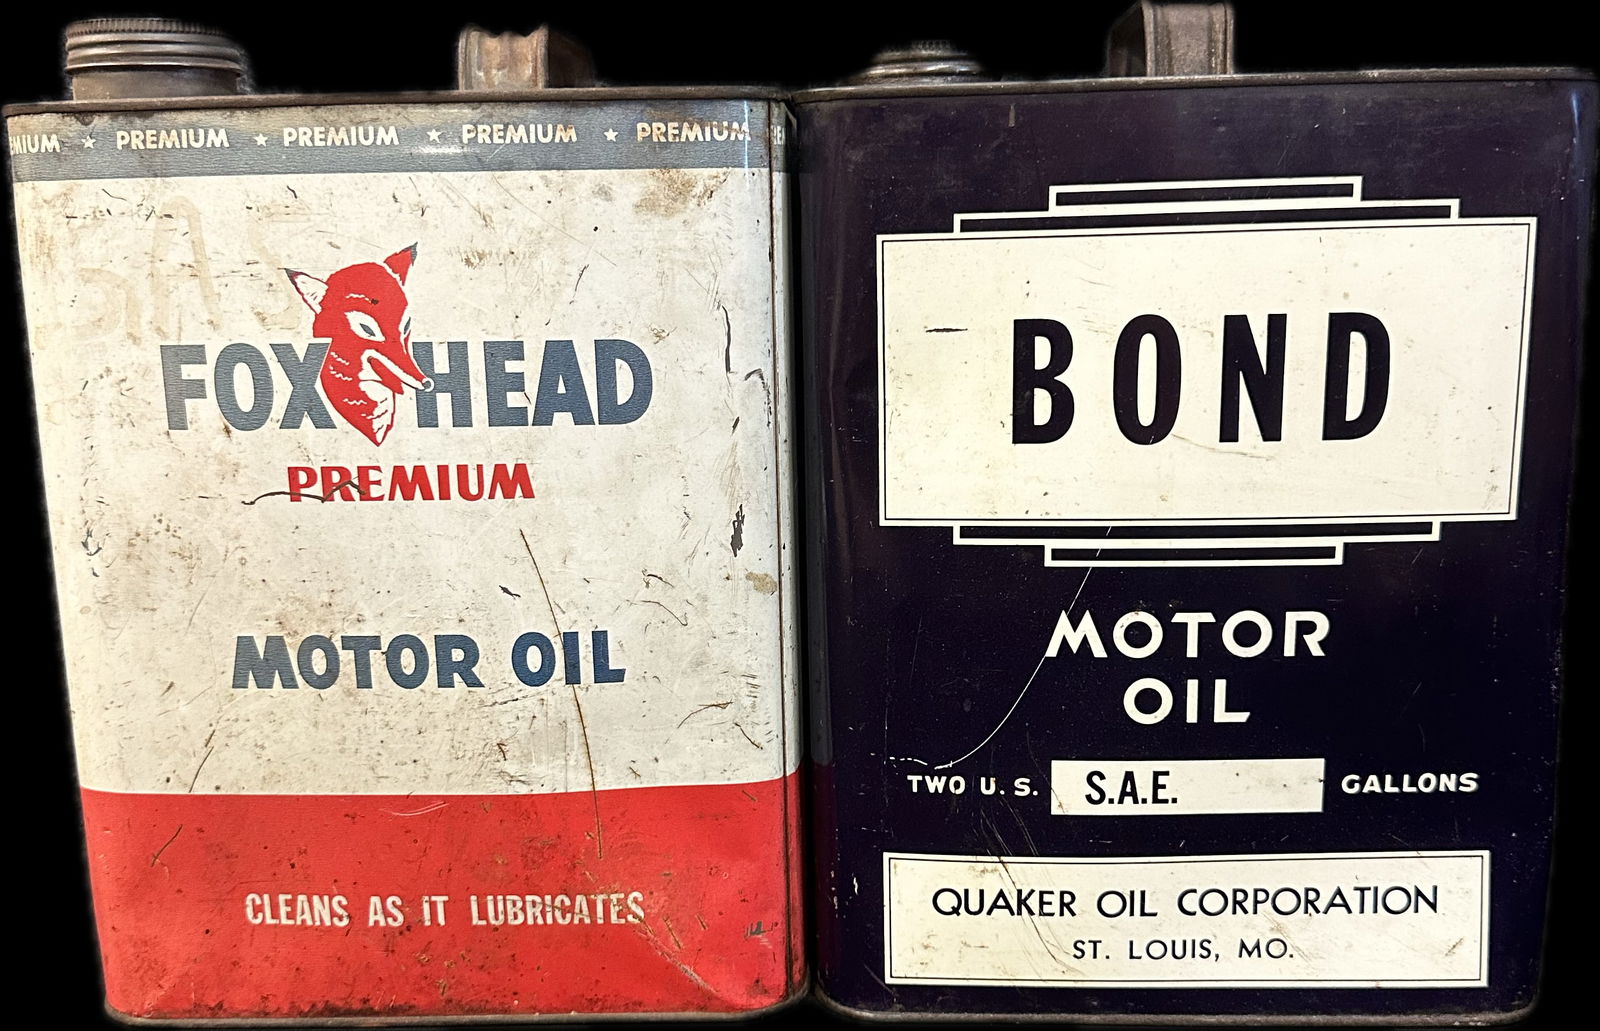 PREMIUM ★ PREMIUM ★ PREMIUM ★ PREMIUM
FOX HEAD
PREMIUM
MOTOR OIL
CLEANS AS IT LUBRICATES
BOND
MOTOR
OIL
TWO U.S. S.A.E. GALLONS
QUAKER OIL CORPORATION
ST. LOUIS, MO.